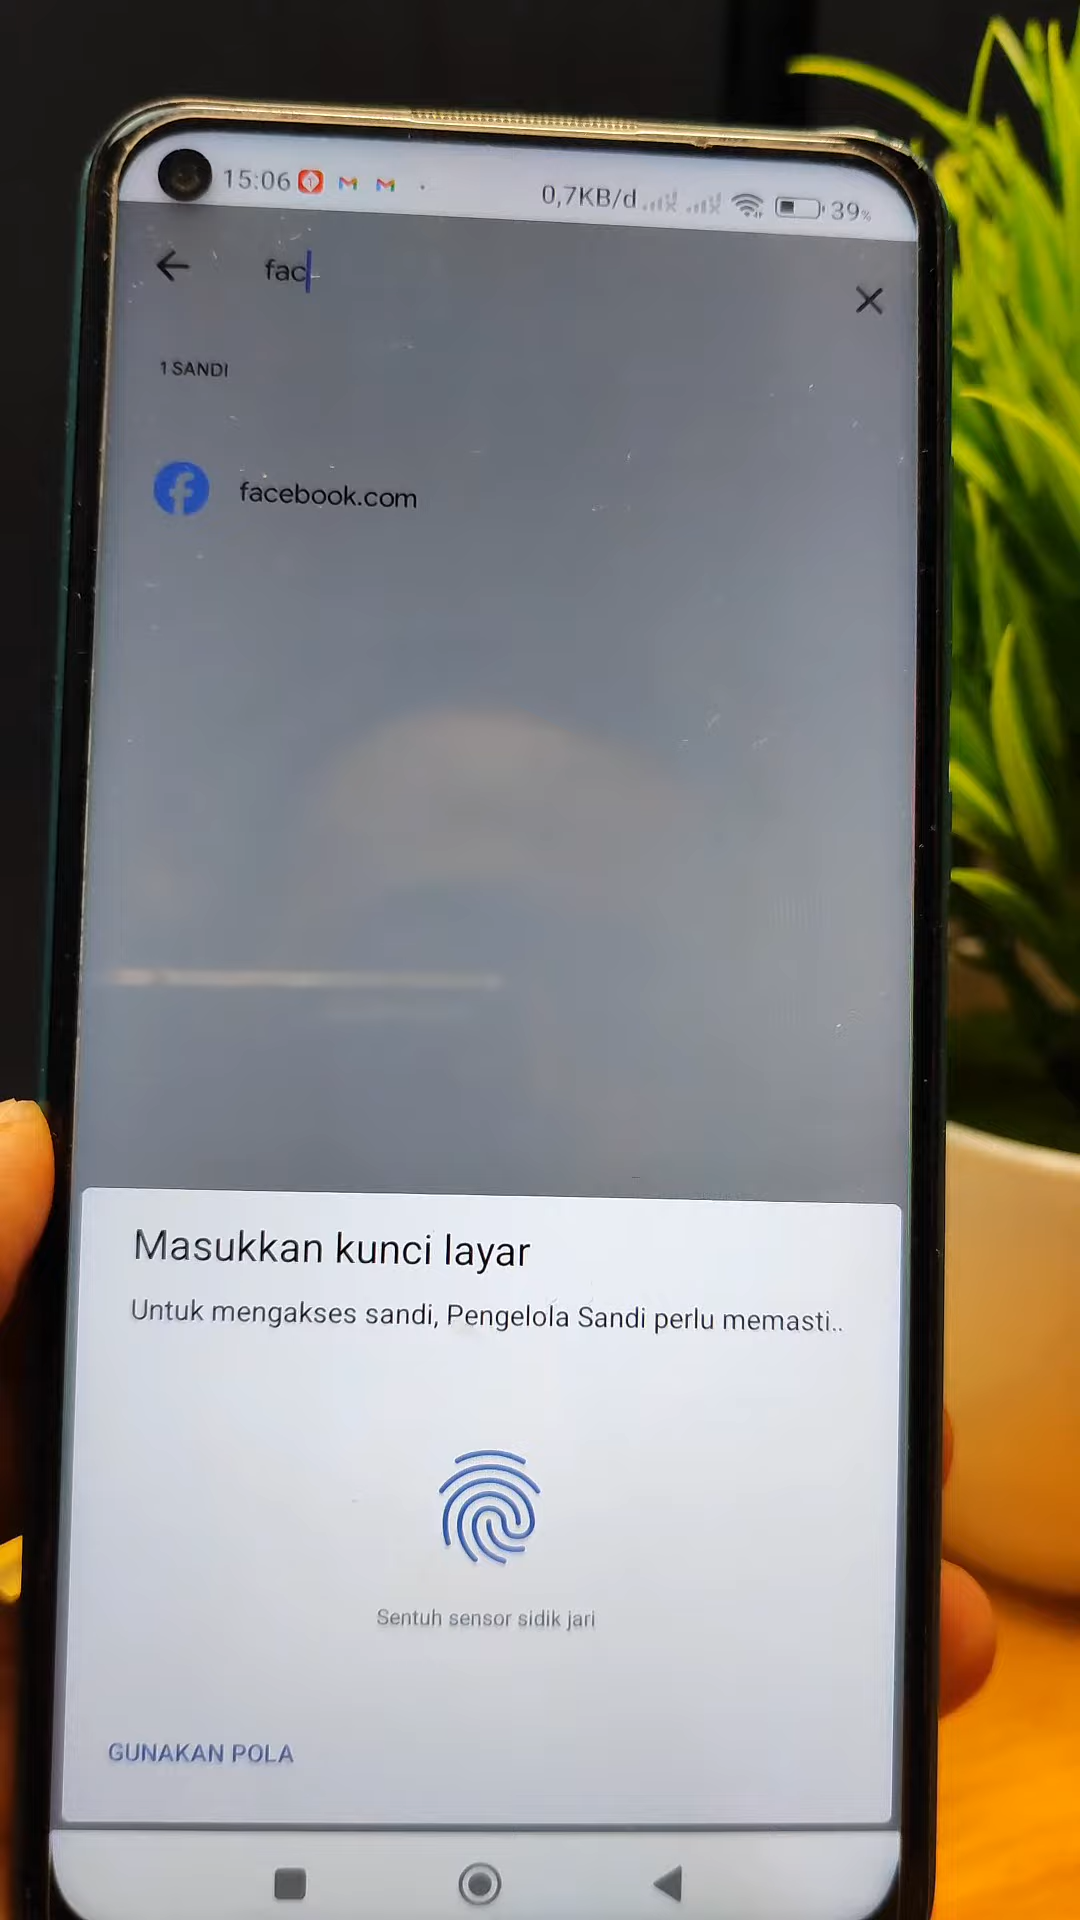 15:06 0,7KB/d 39%
fac
1 SANDI
facebook.com
Masukkan kunci layar
Untuk mengakses sandi, Pengelola Sandi perlu memasti..
Sentuh sensor sidik jari
GUNAKAN POLA